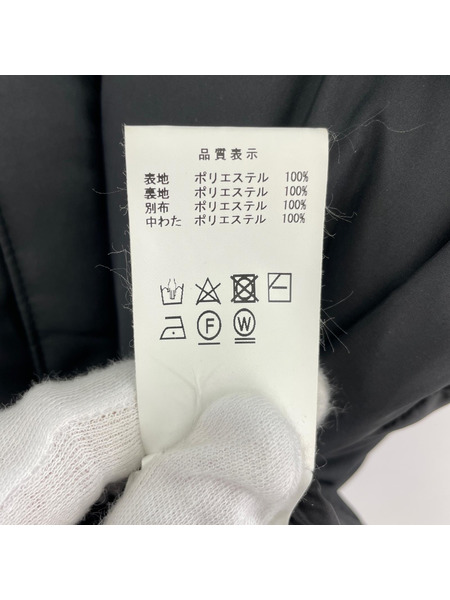 品質表示
表地 ポリエステル 100%
裏地 ポリエステル 100%
別布 ポリエステル 100%
中わた ポリエステル 100%
F W